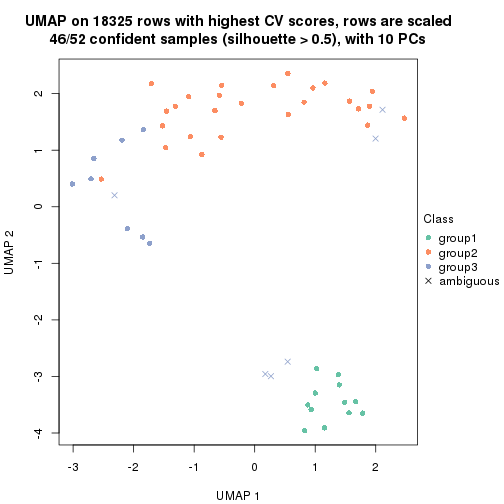 UMAP on 18325 rows with highest CV scores, rows are scaled
46/52 confident samples (silhouette > 0.5), with 10 PCs
2
1
0
-1
-2
-3
-4
UMAP 2
-3
-2
-1
0
1
2
UMAP 1
Class
group1
group2
group3
ambiguous